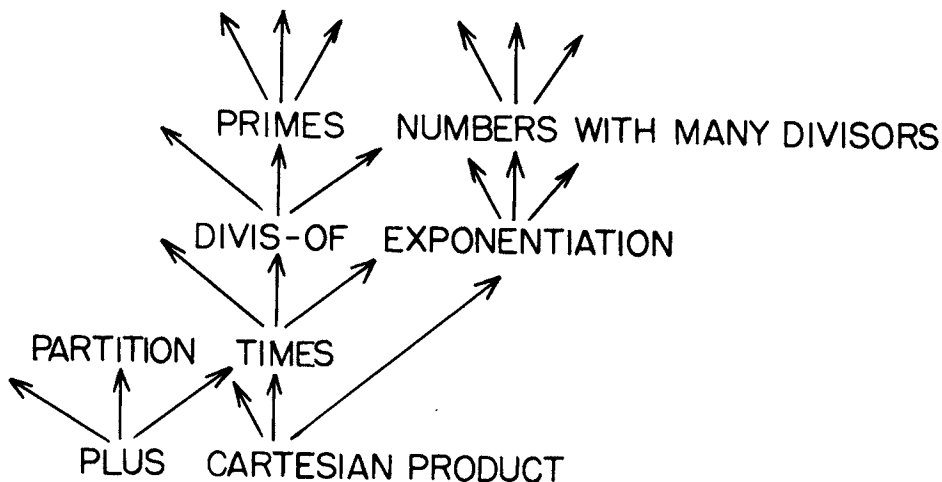 PRIMES NUMBERS WITH MANY DIVISORS
DIVIS-OF EXPONENTIATION
PARTITION TIMES
PLUS CARTESIAN PRODUCT